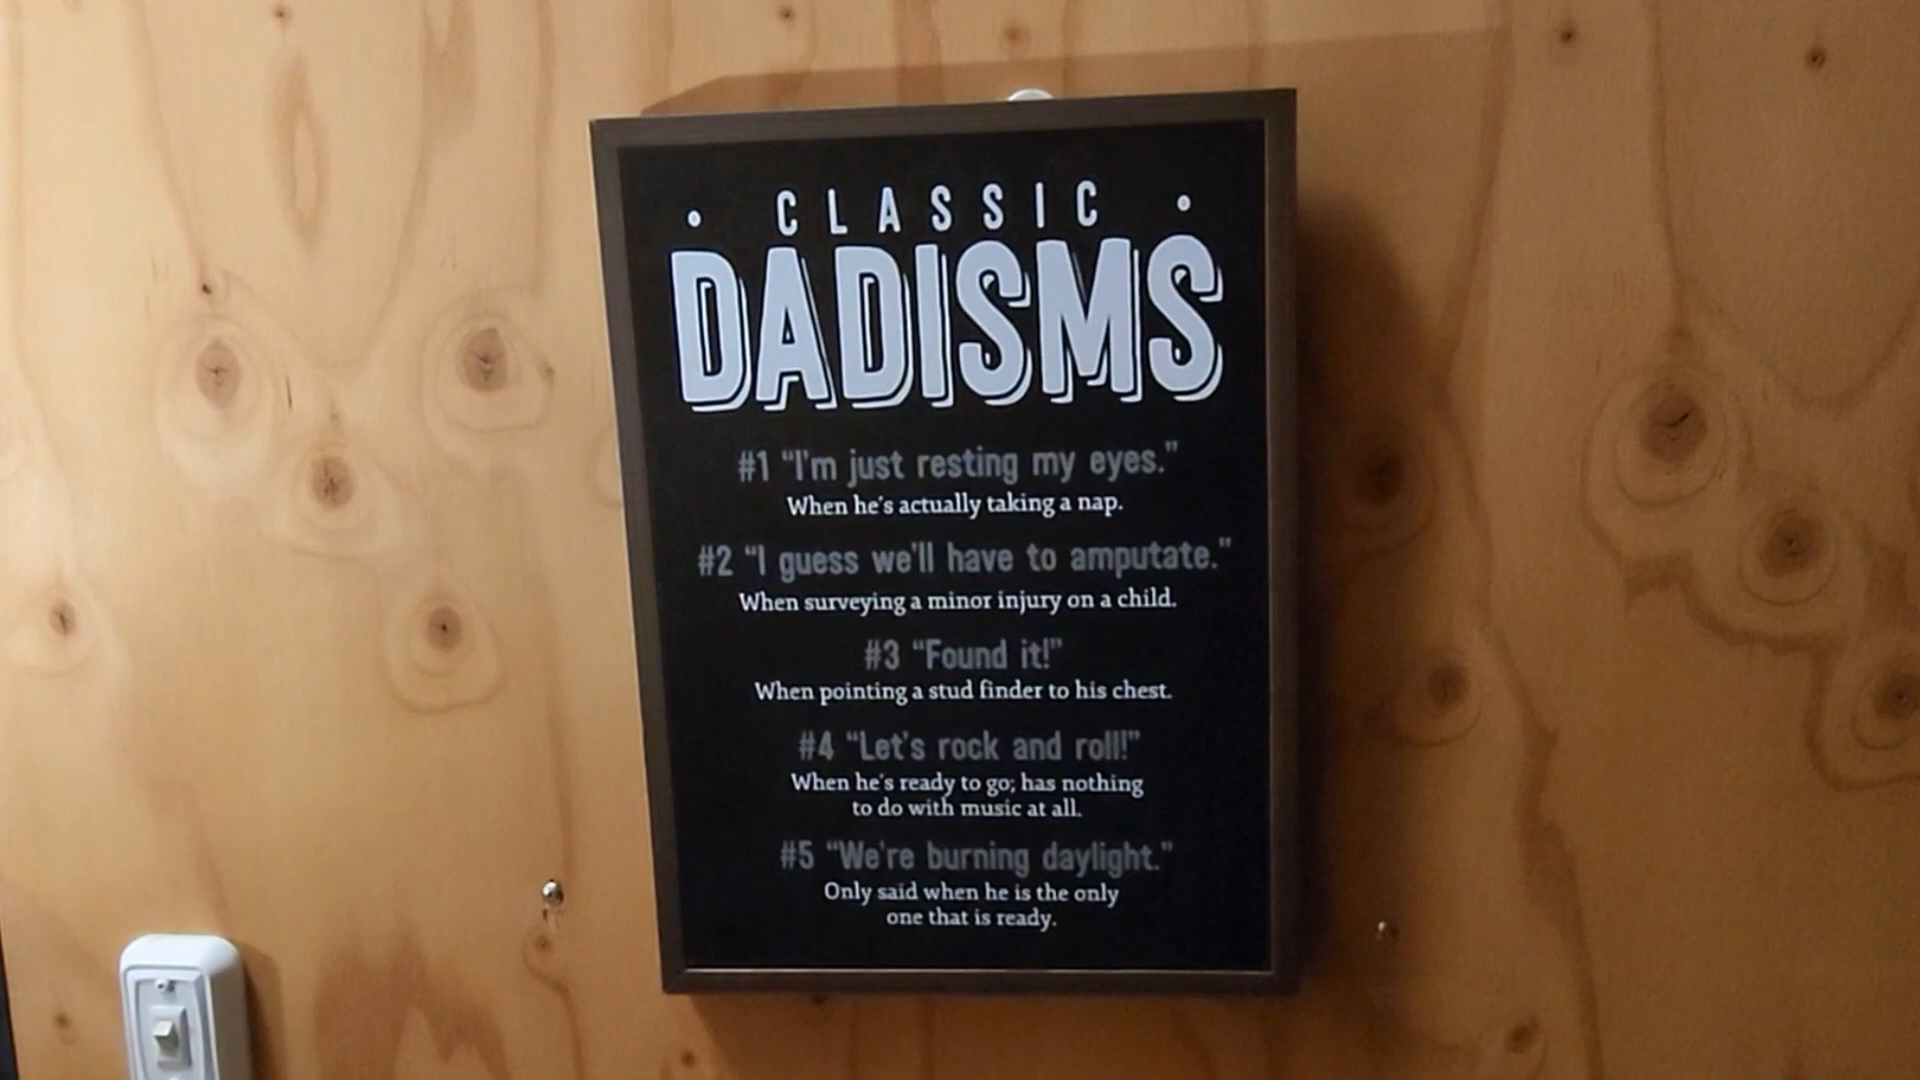 • CLASSIC •
DADISMS
#1 “I'm just resting my eyes.”
When he's actually taking a nap.
#2 “I guess we'll have to amputate.”
When surveying a minor injury on a child.
#3 “Found it!”
When pointing a stud finder to his chest.
#4 “Let's rock and roll!”
When he's ready to go; has nothing
to do with music at all.
#5 “We're burning daylight.”
Only said when he is the only
one that is ready.